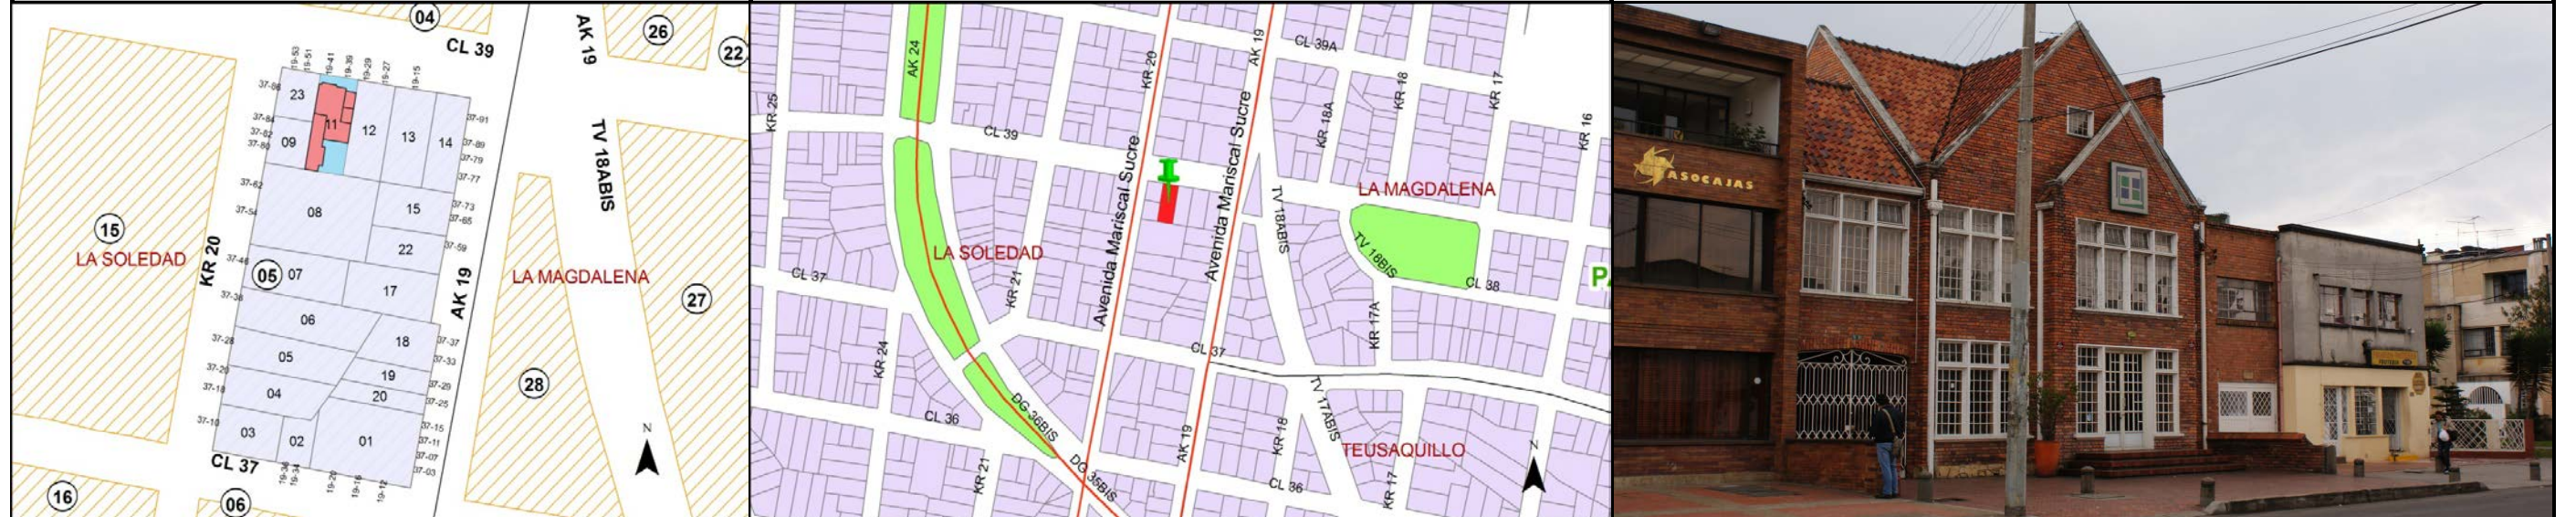 04
CL 39
AK 19
26
22
19-53
19-51
19-41
19-39
19-29
19-27
19-15
37-86
23
11
12
13
14
37-91
37-84
37-82
37-80
09
37-89
37-79
37-77
TV 18ABIS
37-62
08
15
37-73
37-65
37-54
22
37-59
15
LA SOLEDAD
KR 20
37-46
05
07
17
AK 19
LA MAGDALENA
27
37-38
06
18
37-37
37-33
37-28
05
19
37-29
37-20
04
20
37-25
28
37-18
37-10
03
02
01
37-15
37-11
37-07
37-03
CL 37
19-34
19-20
19-16
19-12
N
16
06
AK 24
KR 20
AK 19
CL 39A
KR 25
KR 18A
KR 18
KR 17
KR 16
CL 39
Avenida Mariscal Sucre
Avenida Mariscal Sucre
LA MAGDALENA
TV 18ABIS
TV 18BIS
LA SOLEDAD
CL 37
KR 21
CL 38
KR 24
CL 37
KR 17A
DG 36BIS
CL 36
TV 17ABIS
AK 19
KR 18
TEUSAQUILLO
KR 21
DG 35BIS
CL 36
KR 17
N
ASOCAJAS